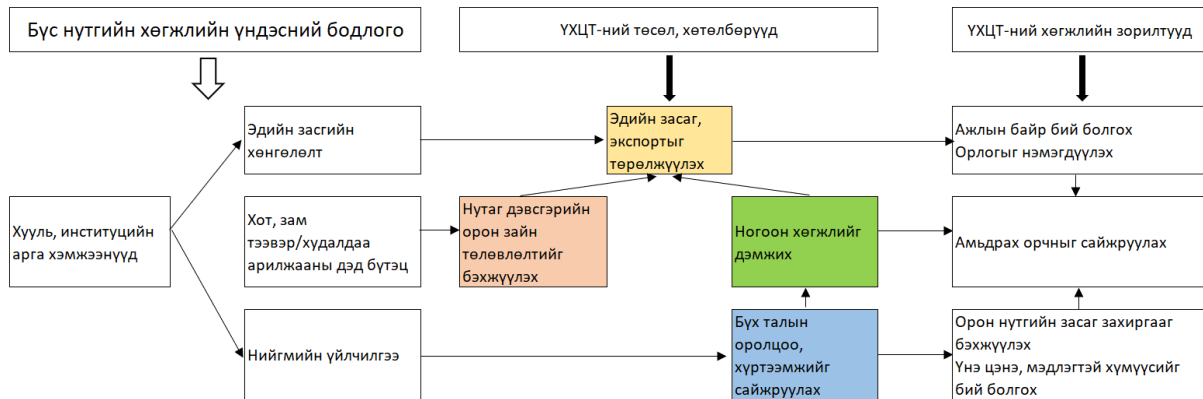 Бүс нутгийн хөгжлийн үндэсний бодлого
ҮХЦТ-ний төсөл, хөтөлбөрүүд
ҮХЦТ-ний хөгжлийн зорилтууд
Эдийн засгийн
хөнгөлөлт
Эдийн засаг,
экспортыг
төрөлжүүлэх
Ажлын байр бий болгох
Орлогыг нэмэгдүүлэх
Хууль, институцийн
арга хэмжээнүүд
Хот, зам
тээвэр/худалдаа
арилжааны дэд бүтэц
Нутаг дэвсгэрийн
орон зайн
төлөвлөлтийг
бэхжүүлэх
Ногоон хөгжлийг
дэмжих
Амьдрах орчныг сайжруулах
Нийгмийн үйлчилгээ
Бүх талын
оролцоо,
хүртээмжийг
сайжруулах
Орон нутгийн засаг захиргааг
бэхжүүлэх
Үнэ цэнэ, мэдлэгтэй хүмүүсийг
бий болгох